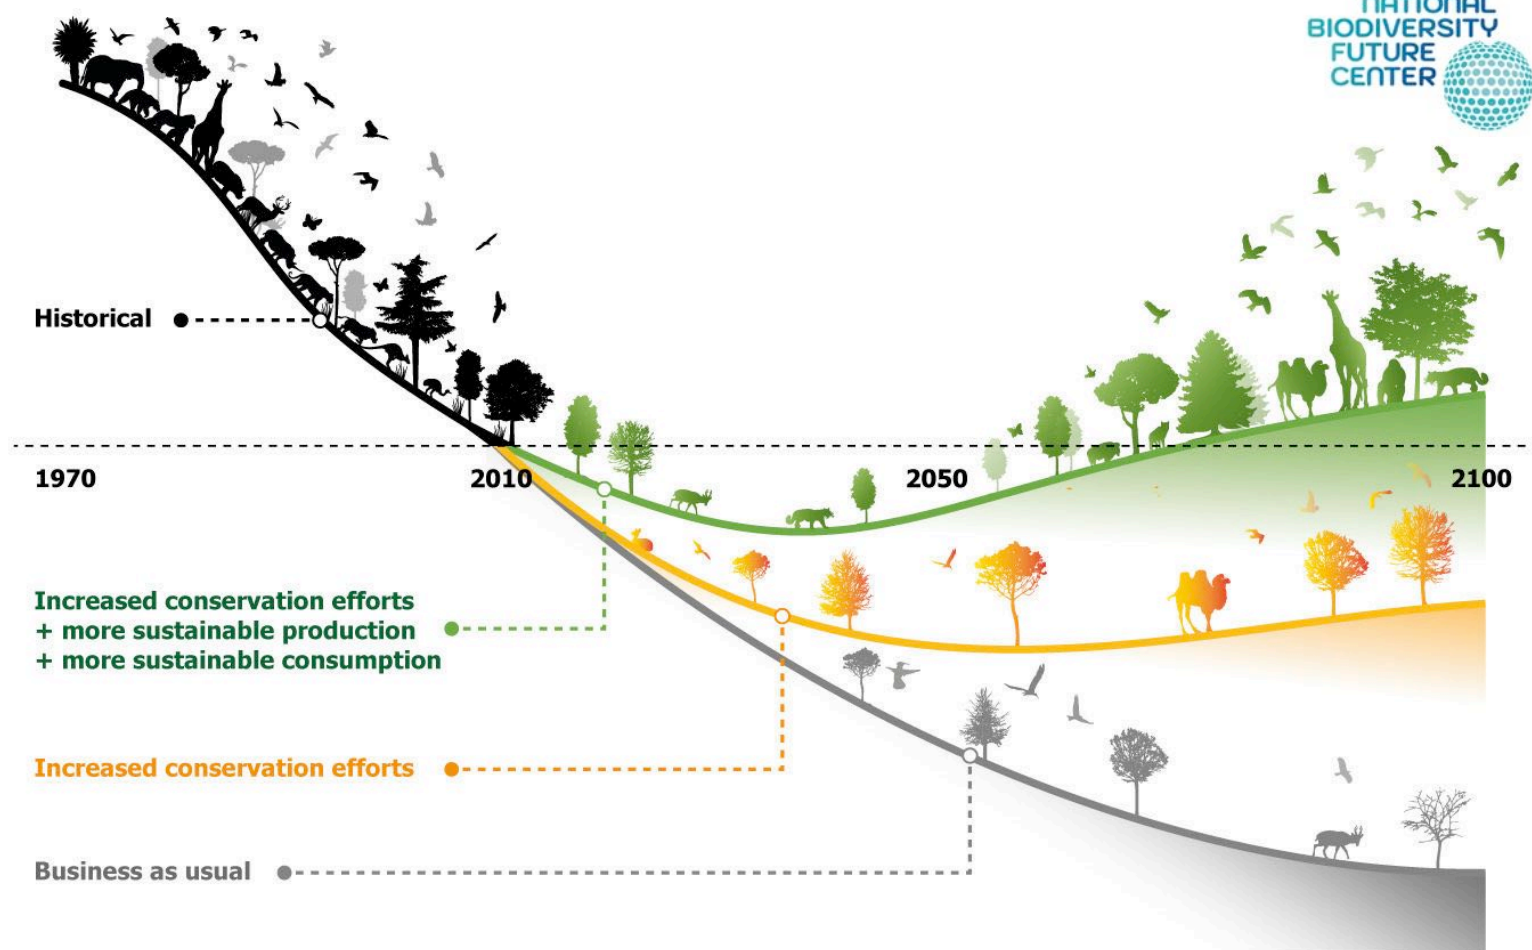 NATIONAL
BIODIVERSITY
FUTURE
CENTER
Historical
1970
2010
2050
2100
Increased conservation efforts
+ more sustainable production
+ more sustainable consumption
Increased conservation efforts
Business as usual